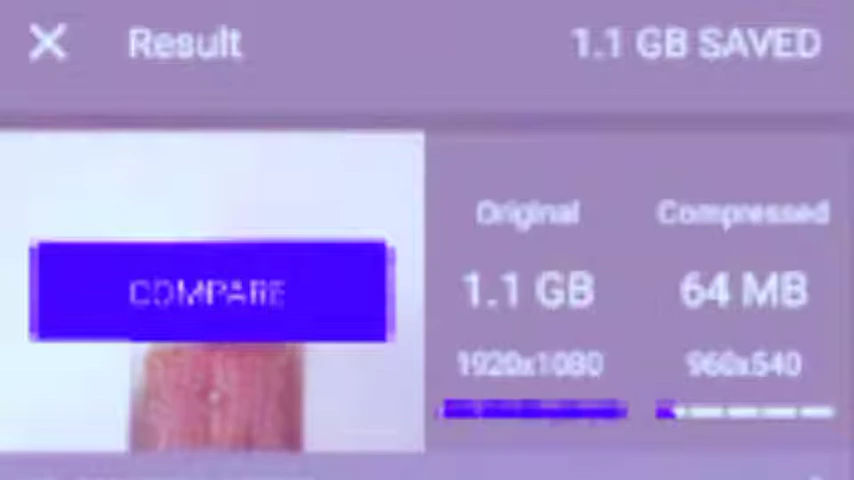 Result 1.1 GB SAVED
Original Compressed
COMPARE
1.1 GB 64 MB
1920x1080 960x540